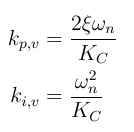 k_{p,v} = \frac{2\xi\omega_n}{K_C}
k_{i,v} = \frac{\omega_n^2}{K_C}